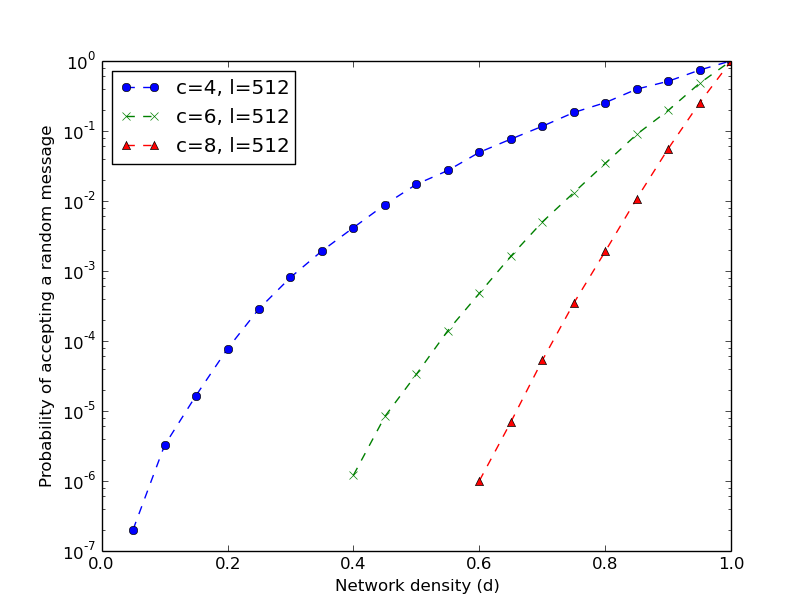 10^0
10^-1
10^-2
10^-3
10^-4
10^-5
10^-6
10^-7
Probability of accepting a random message
c=4, l=512
c=6, l=512
c=8, l=512
0.0 0.2 0.4 0.6 0.8 1.0
Network density (d)